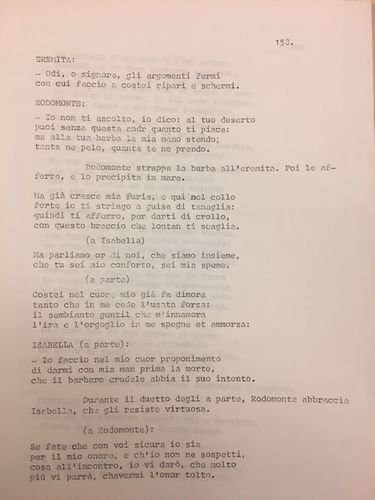 158.
EREMITA:
— Odi, o signore, gli argomenti fermi
con cui faccio a costei ripari e schermi.
RODOMONTE:
— Io non ti ascolto, io dico: al tuo deserto
puoi senza questa andr quanto ti piace:
ma alla tua barba la mia mano stendo;
tanta ne pelo, quanta te ne prendo.
Rodomonte strappa la barba all'eremita. Poi le af-
ferra, e lo precipita in mare.
Ma già cresce mia furia, e qui nel collo
forte io ti stringo a guisa di tanaglia:
quindi ti afferro, per darti di crollo,
con questo braccio che lontan ti scaglia.
(a Isabella)
Ma parliamo or di noi, che siamo insieme,
che tu sei mio conforto, sei mia speme.
(a parte)
Costei nel cuore mio già fa dimora
tanto che in me cede l'usata forza:
il sembiante gentil che m'innamora
l'ira e l'orgoglio in me spegne et ammorza:
ISABELLA (a parte):
— Io faccio nel mio cuor proponimento
di darmi con mia man prima la morte,
che il barbaro crudele abbia il suo intento.
Durante il duetto degli a parte, Rodomonte abbraccia
Isabella, che gli resiste virtuosa.
(a Rodomonte):
Se fate che con voi sicura io sia
per il mio onore, e ch'io non ne sospetti,
cosa all'incontro, io vi darò, che molto
più vi parrà, ch'avermi l'onor tolto.